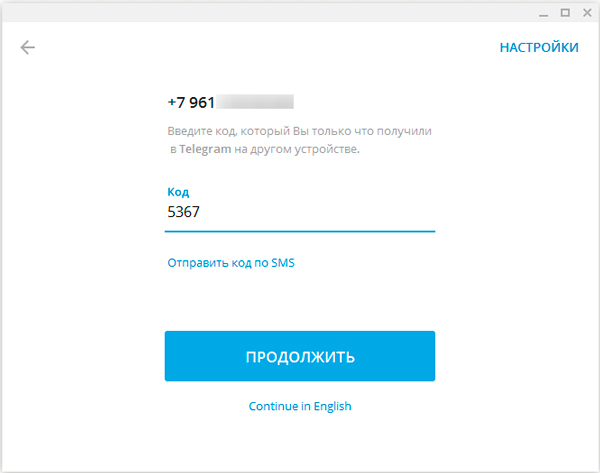 НАСТРОЙКИ
+7 961
Введите код, который Вы только что получили
в Telegram на другом устройстве.
Код
5367
Отправить код по SMS
ПРОДОЛЖИТЬ
Continue in English